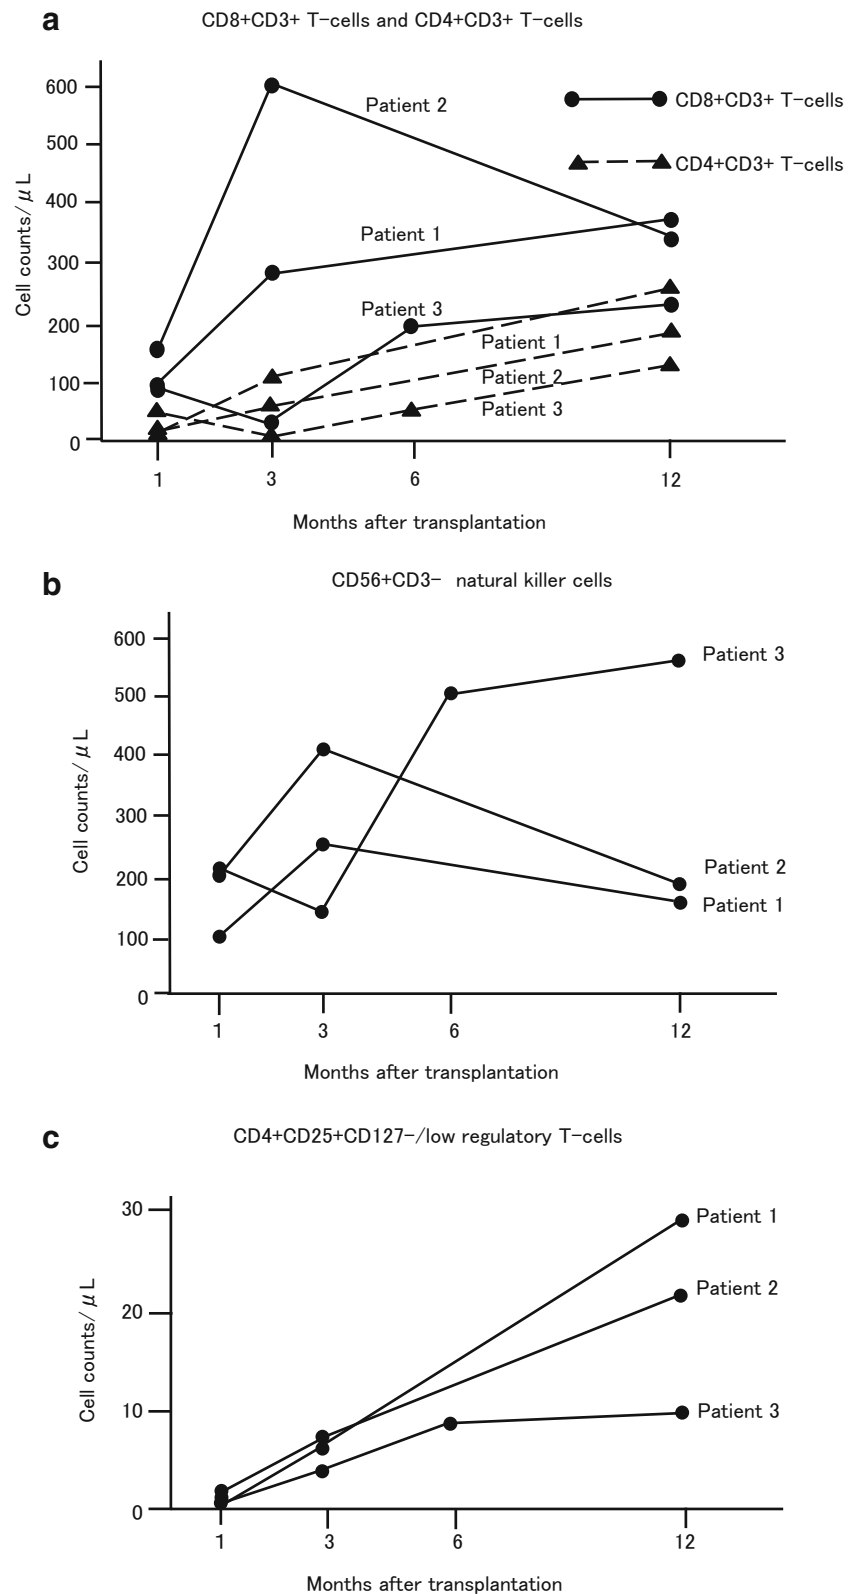 a
CD8+CD3+ T-cells and CD4+CD3+ T-cells
600
500
400
300
200
100
0
Cell counts/μL
Patient 2
Patient 1
Patient 3
Patient 1
Patient 2
Patient 3
CD8+CD3+ T-cells
CD4+CD3+ T-cells
1 3 6 12
Months after transplantation
b
CD56+CD3- natural killer cells
600
500
400
300
200
100
0
Cell counts/μL
Patient 3
Patient 2
Patient 1
1 3 6 12
Months after transplantation
c
CD4+CD25+CD127-/low regulatory T-cells
30
20
10
0
Cell counts/μL
Patient 1
Patient 2
Patient 3
1 3 6 12
Months after transplantation